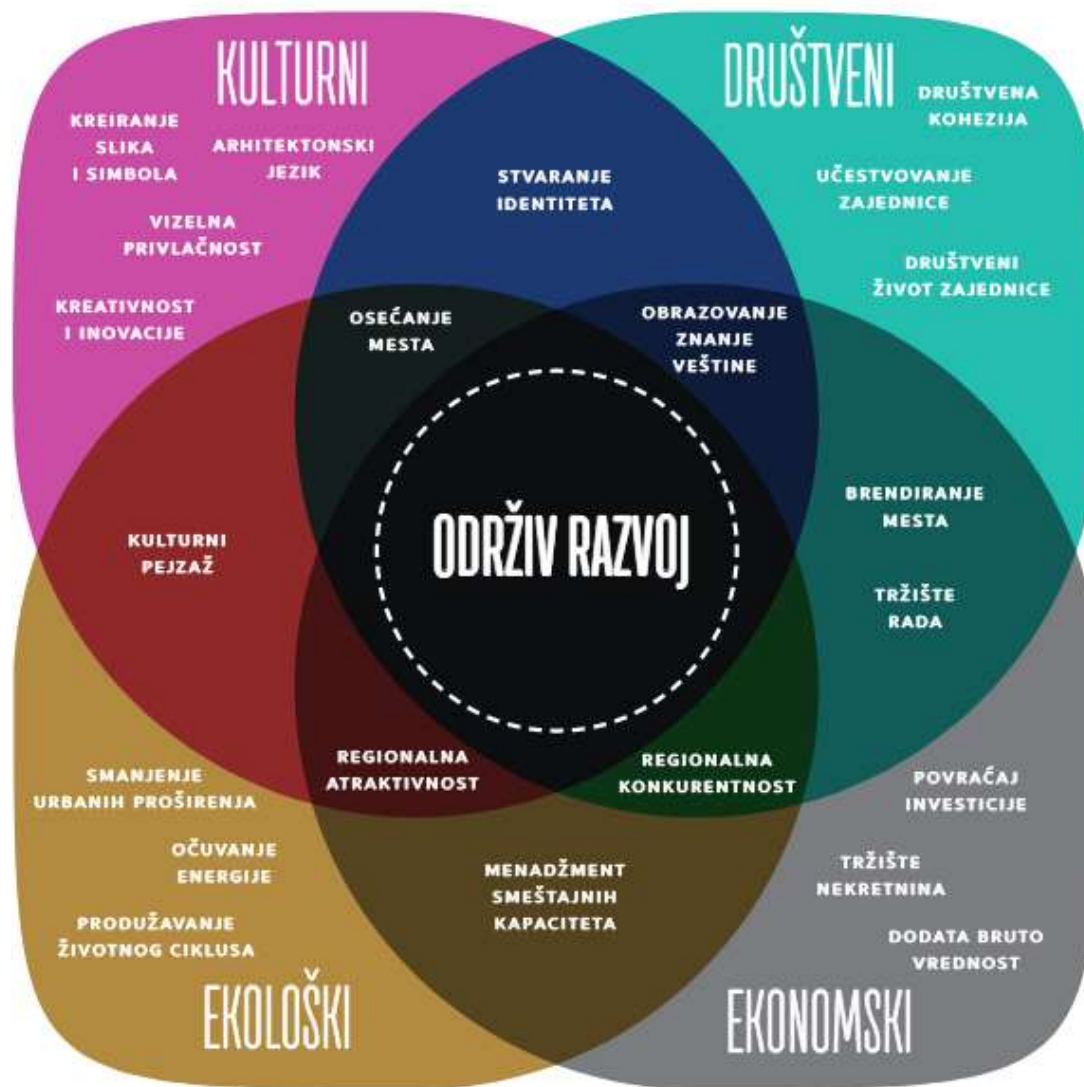 KULTURNI
KREIRANJE
SLIKA
I SIMBOLA
ARHITEKTONSKI
JEZIK
VIZELNA
PRIVLAČNOST
KREATIVNOST
I INOVACIJE
STVARANJE
IDENTITETA
DRUŠTVENI
DRUŠTVENA
KOHEZIJA
UČESTVOVANJE
ZAJEDNICE
DRUŠTVENI
ŽIVOT ZAJEDNICE
OSEĆANJE
MESTA
OBRAZOVANJE
ZNANJE
VEŠTINE
KULTURNI
PEJZAŽ
ODRŽIV RAZVOJ
BRENDIRANJE
MESTA
TRŽIŠTE
RADA
REGIONALNA
ATRAKTIVNOST
REGIONALNA
KONKURENTNOST
SMANJENJE
URBANIH PROŠIRENJA
OČUVANJE
ENERGIJE
PRODUŽAVANJE
ŽIVOTNOG CIKLUSA
EKOLOŠKI
MENADŽMENT
SMEŠTAJNIH
KAPACITETA
POVRAĆAJ
INVESTICIJE
TRŽIŠTE
NEKRETNINA
DODATA BRUTO
VREDNOST
EKONOMSKI